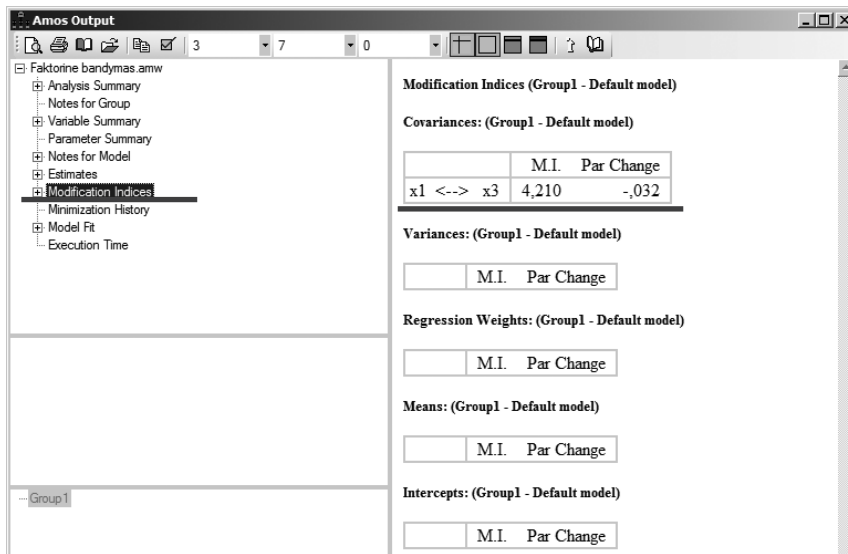 Amos Output
3 7 0
Faktorine bandymas.amw
Analysis Summary
Notes for Group
Variable Summary
Parameter Summary
Notes for Model
Estimates
Modification Indices
Minimization History
Model Fit
Execution Time
Group1
Modification Indices (Group1 - Default model)
Covariances: (Group1 - Default model)
M.I. Par Change
x1 <--> x3 4,210 -,032
Variances: (Group1 - Default model)
M.I. Par Change
Regression Weights: (Group1 - Default model)
M.I. Par Change
Means: (Group1 - Default model)
M.I. Par Change
Intercepts: (Group1 - Default model)
M.I. Par Change